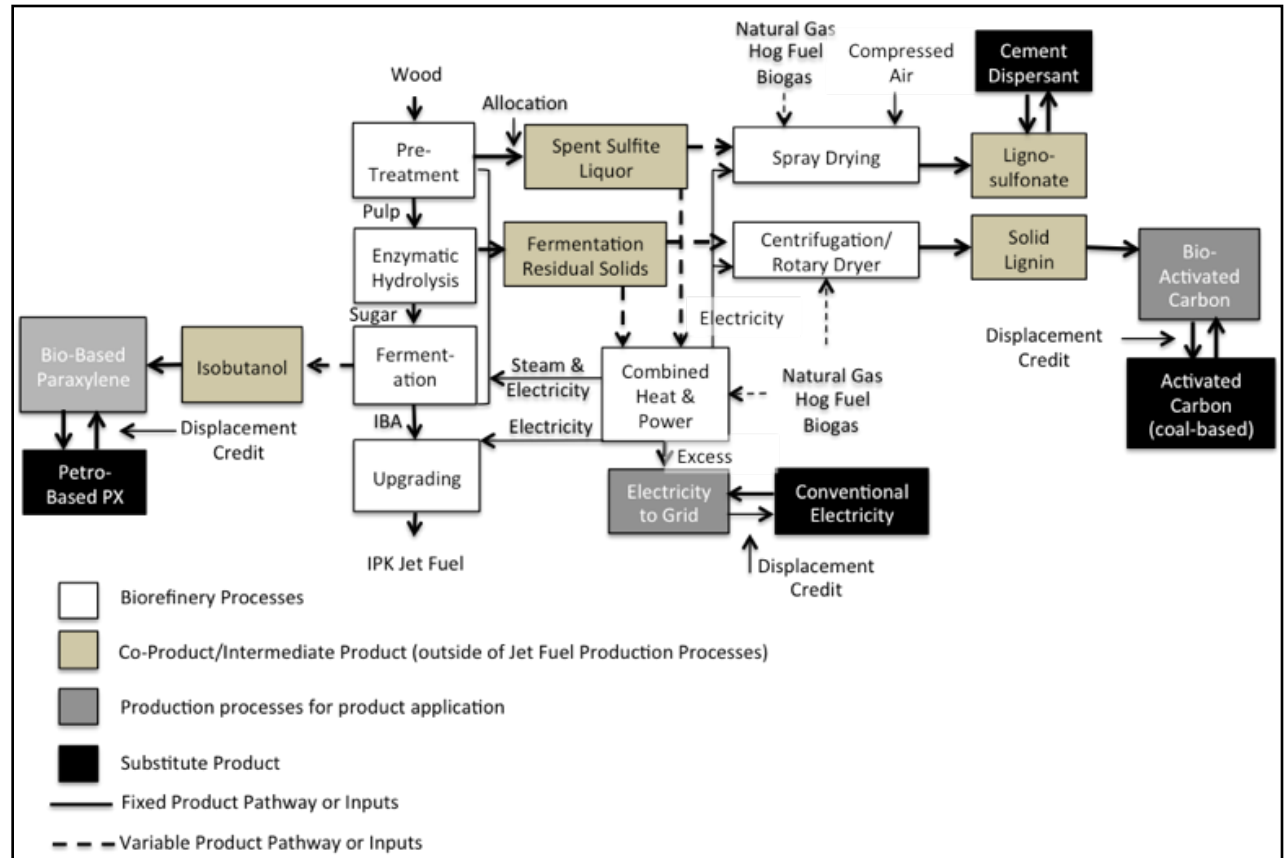 Natural Gas
Hog Fuel
Biogas
Compressed
Air
Cement
Dispersant
Wood
Allocation
Pre-
Treatment
Spent Sulfite
Liquor
Spray Drying
Ligno-
sulfonate
Pulp
Enzymatic
Hydrolysis
Fermentation
Residual Solids
Centrifugation/
Rotary Dryer
Solid
Lignin
Bio-
Activated
Carbon
Sugar
Electricity
Displacement
Credit
Bio-Based
Paraxylene
Isobutanol
Ferment-
ation
Steam &
Electricity
Combined
Heat &
Power
Natural Gas
Hog Fuel
Biogas
Activated
Carbon
(coal-based)
IBA
Electricity
Displacement
Credit
Excess
Petro-
Based PX
Upgrading
Electricity
to Grid
Conventional
Electricity
IPK Jet Fuel
Displacement
Credit
Biorefinery Processes
Co-Product/Intermediate Product (outside of Jet Fuel Production Processes)
Production processes for product application
Substitute Product
Fixed Product Pathway or Inputs
Variable Product Pathway or Inputs